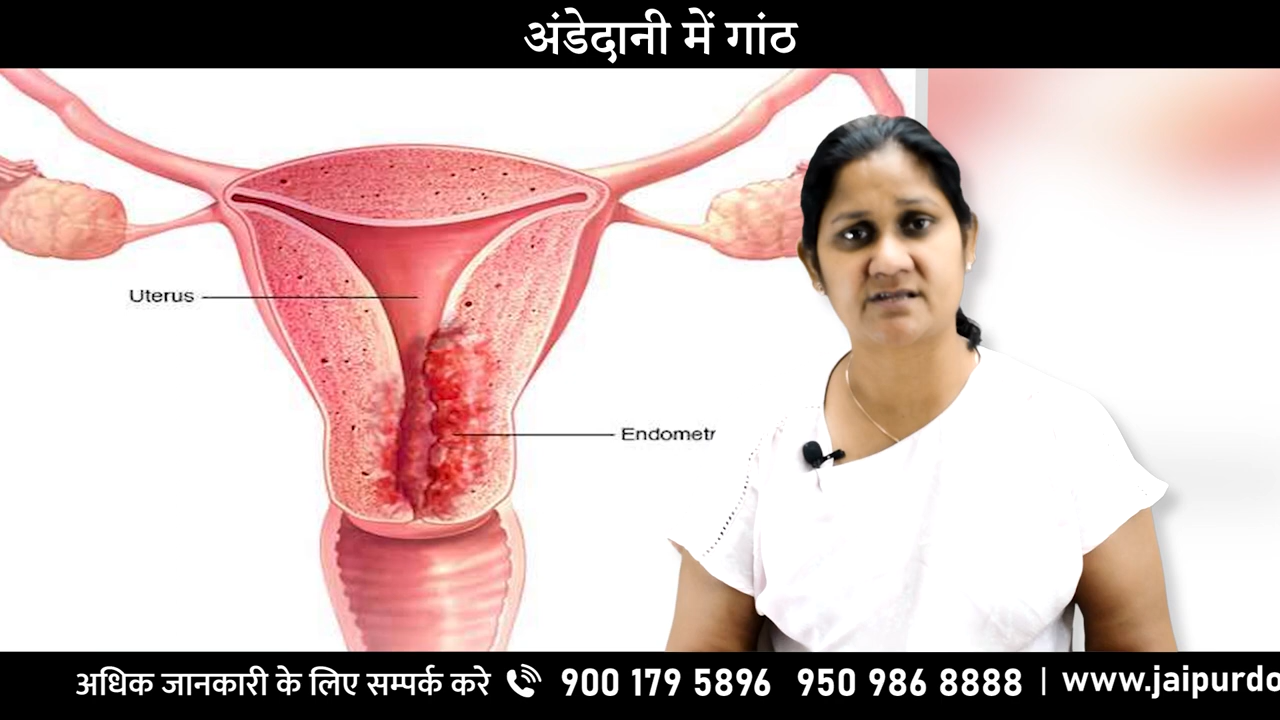 अंडेदानी में गांठ
Uterus
Endometr
अधिक जानकारी के लिए सम्पर्क करे 900 179 5896 950 986 8888 | www.jaipurdo